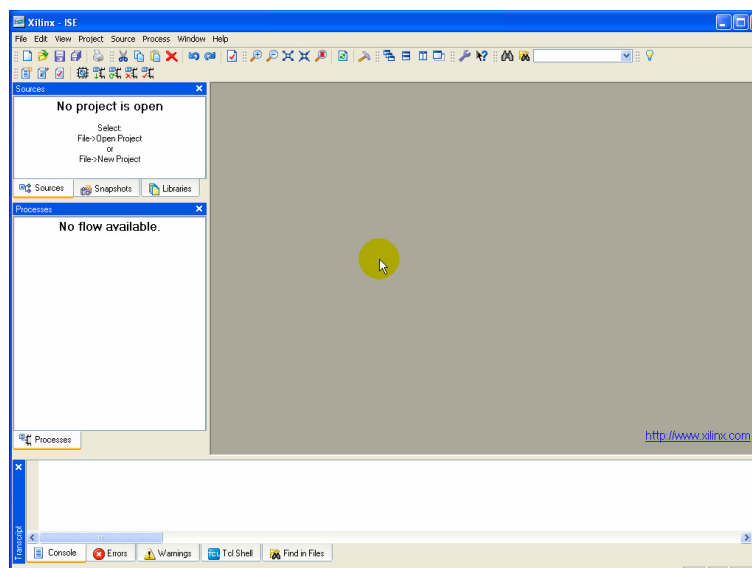 Xilinx - ISE
File Edit View Project Source Process Window Help
Sources
No project is open
Select:
File->Open Project
or
File->New Project
Sources Snapshots Libraries
Processes
No flow available.
Processes
http://www.xilinx.com
Transcript
Console Errors Warnings Tcl Shell Find in Files